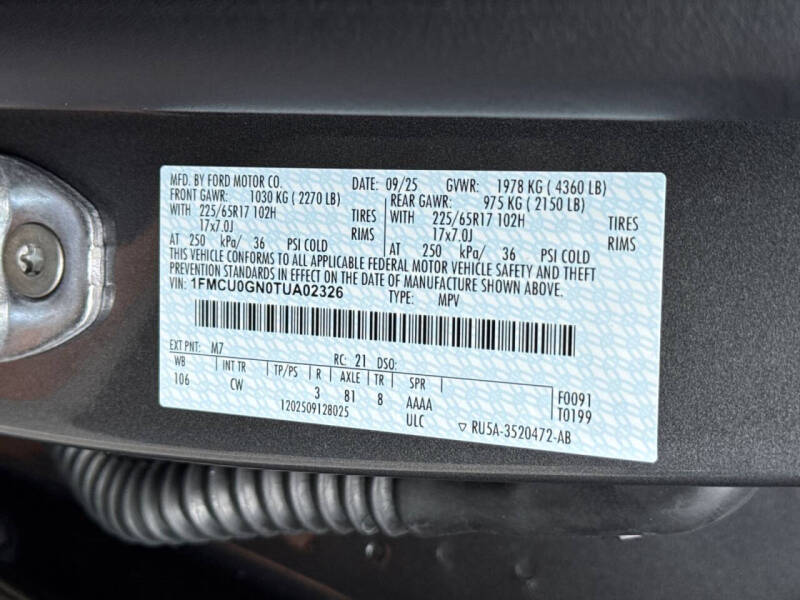 MFD. BY FORD MOTOR CO. DATE: 09/25 GVWR: 1978 KG ( 4360 LB)
FRONT GAWR: 1030 KG ( 2270 LB) REAR GAWR: 975 KG ( 2150 LB)
WITH 225/65R17 102H TIRES WITH 225/65R17 102H TIRES
17x7.0J RIMS 17x7.0J RIMS
AT 250 kPa/ 36 PSI COLD AT 250 kPa/ 36 PSI COLD
THIS VEHICLE CONFORMS TO ALL APPLICABLE FEDERAL MOTOR VEHICLE SAFETY AND THEFT
PREVENTION STANDARDS IN EFFECT ON THE DATE OF MANUFACTURE SHOWN ABOVE.
VIN: 1FMCU0GN0TUA02326 TYPE: MPV
EXT PNT: M7 RC: 21 DSO:
WB INT TR TP/PS R AXLE TR SPR
106 CW 3 81 8 AAAA F0091
1202509128025 ULC T0199
▽ RU5A-3520472-AB